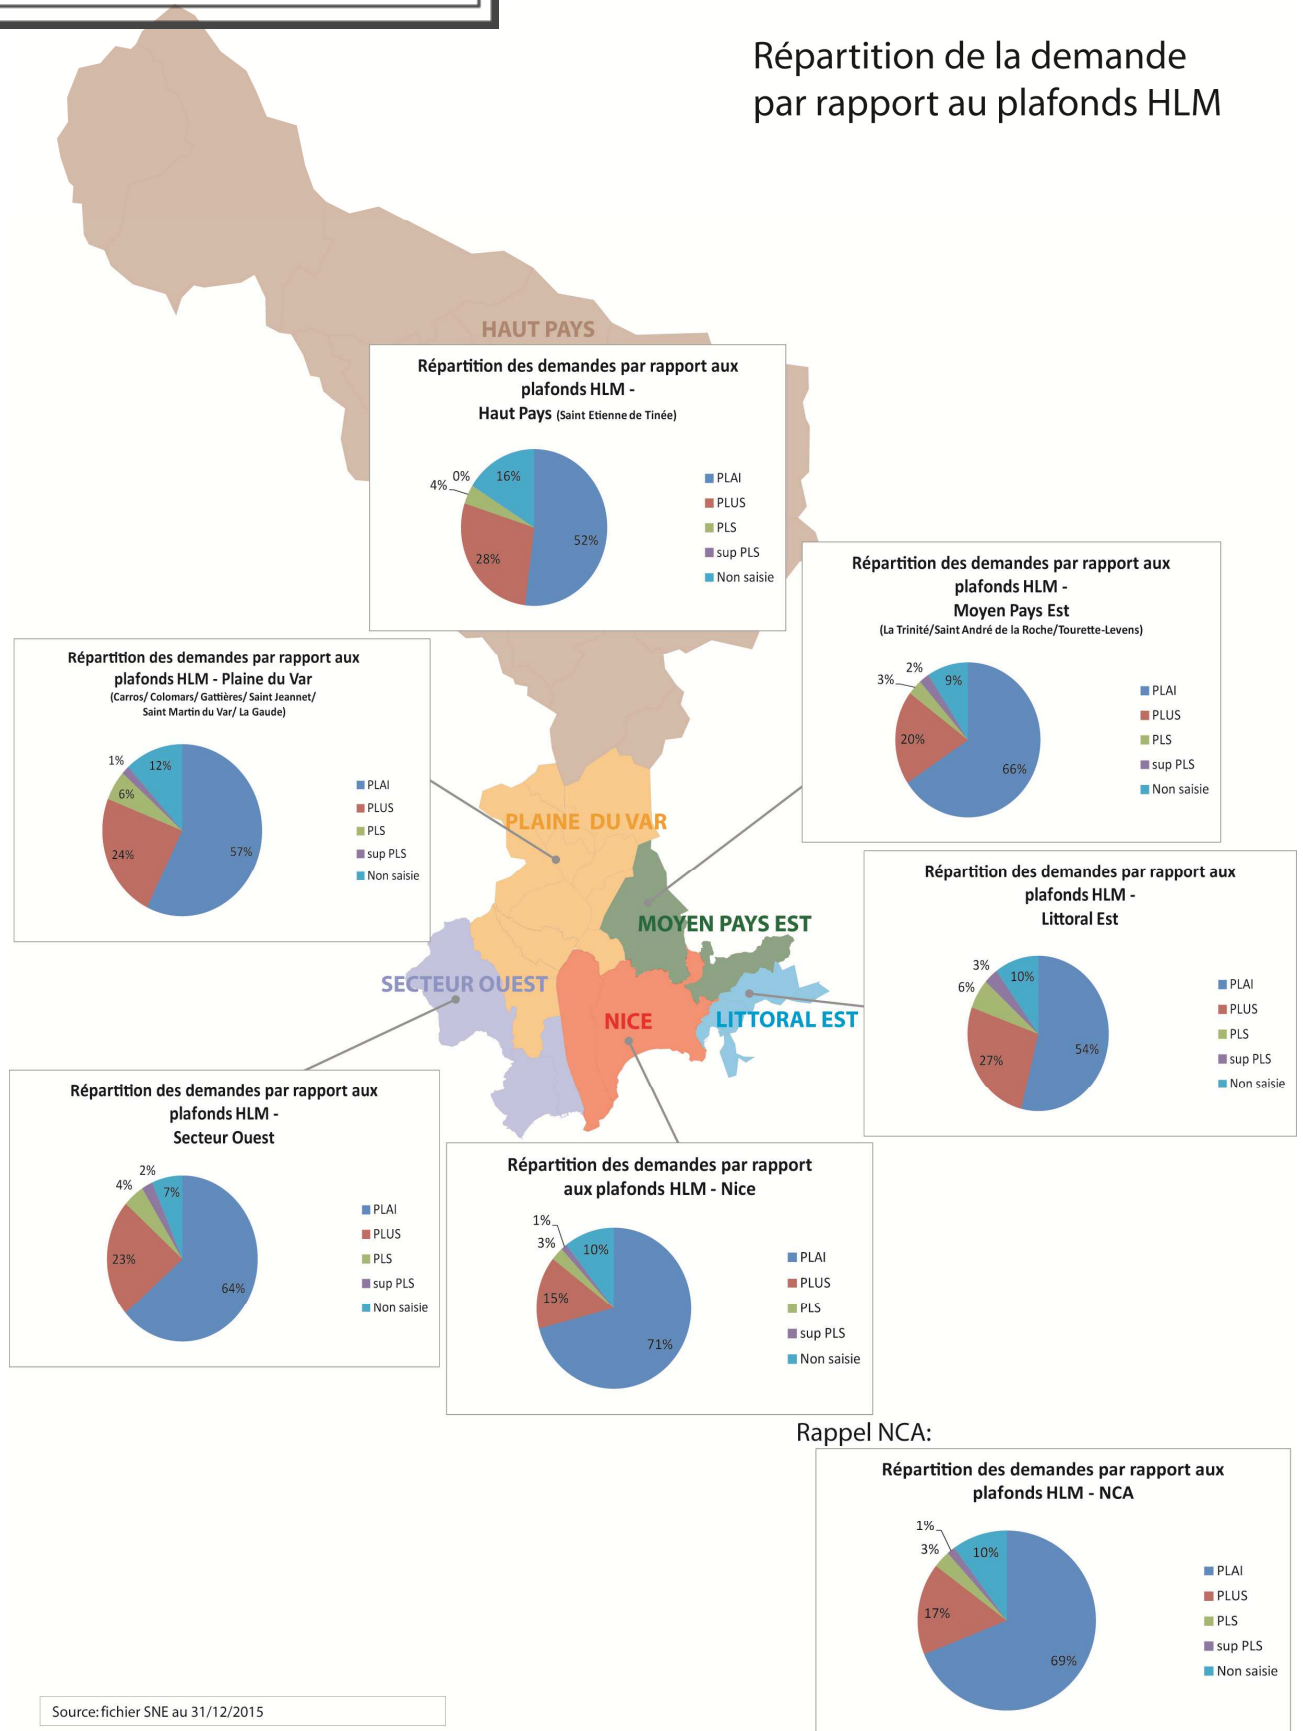 Répartition de la demande
par rapport au plafonds HLM
HAUT PAYS
Répartition des demandes par rapport aux
plafonds HLM -
Haut Pays (Saint Etienne de Tinée)
0%
16%
4%
52%
28%
PLAI
PLUS
PLS
sup PLS
Non saisie
Répartition des demandes par rapport aux
plafonds HLM -
Moyen Pays Est
(La Trinité/Saint André de la Roche/Tourette-Levens)
2%
3%
9%
20%
66%
PLAI
PLUS
PLS
sup PLS
Non saisie
Répartition des demandes par rapport aux
plafonds HLM - Plaine du Var
(Carros/ Colomars/ Gattières/ Saint Jeannet/
Saint Martin du Var/ La Gaude)
1%
12%
6%
24%
57%
PLAI
PLUS
PLS
sup PLS
Non saisie
PLAINE DU VAR
MOYEN PAYS EST
SECTEUR OUEST
NICE
LITTORAL EST
Répartition des demandes par rapport aux
plafonds HLM -
Littoral Est
3%
10%
6%
27%
54%
PLAI
PLUS
PLS
sup PLS
Non saisie
Répartition des demandes par rapport aux
plafonds HLM -
Secteur Ouest
2%
4%
7%
23%
64%
PLAI
PLUS
PLS
sup PLS
Non saisie
Répartition des demandes par rapport
aux plafonds HLM - Nice
1%
3%
10%
15%
71%
PLAI
PLUS
PLS
sup PLS
Non saisie
Rappel NCA:
Répartition des demandes par rapport aux
plafonds HLM - NCA
1%
3%
10%
17%
69%
PLAI
PLUS
PLS
sup PLS
Non saisie
Source: fichier SNE au 31/12/2015